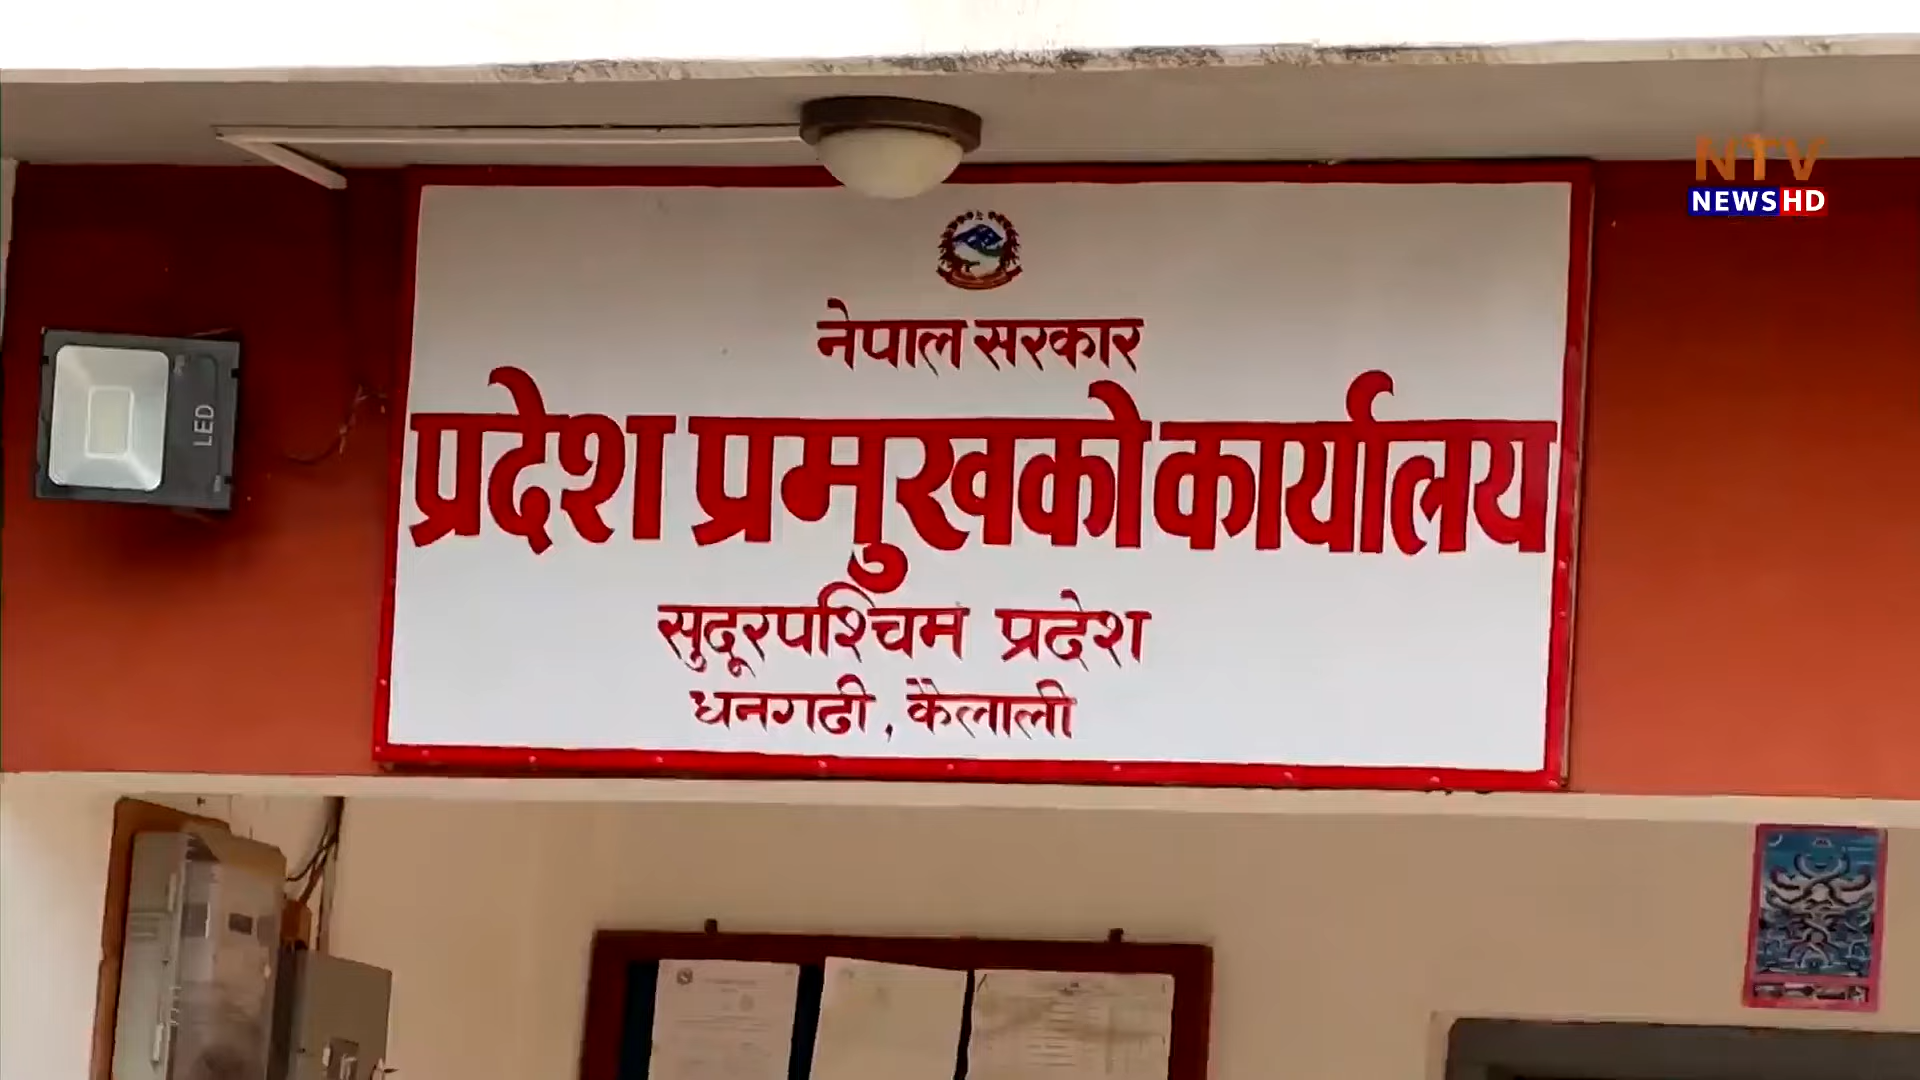 NTV
NEWS HD
नेपाल सरकार
प्रदेश प्रमुखको कार्यालय
सुदूरपश्चिम प्रदेश
धनगढी, कैलाली
LED